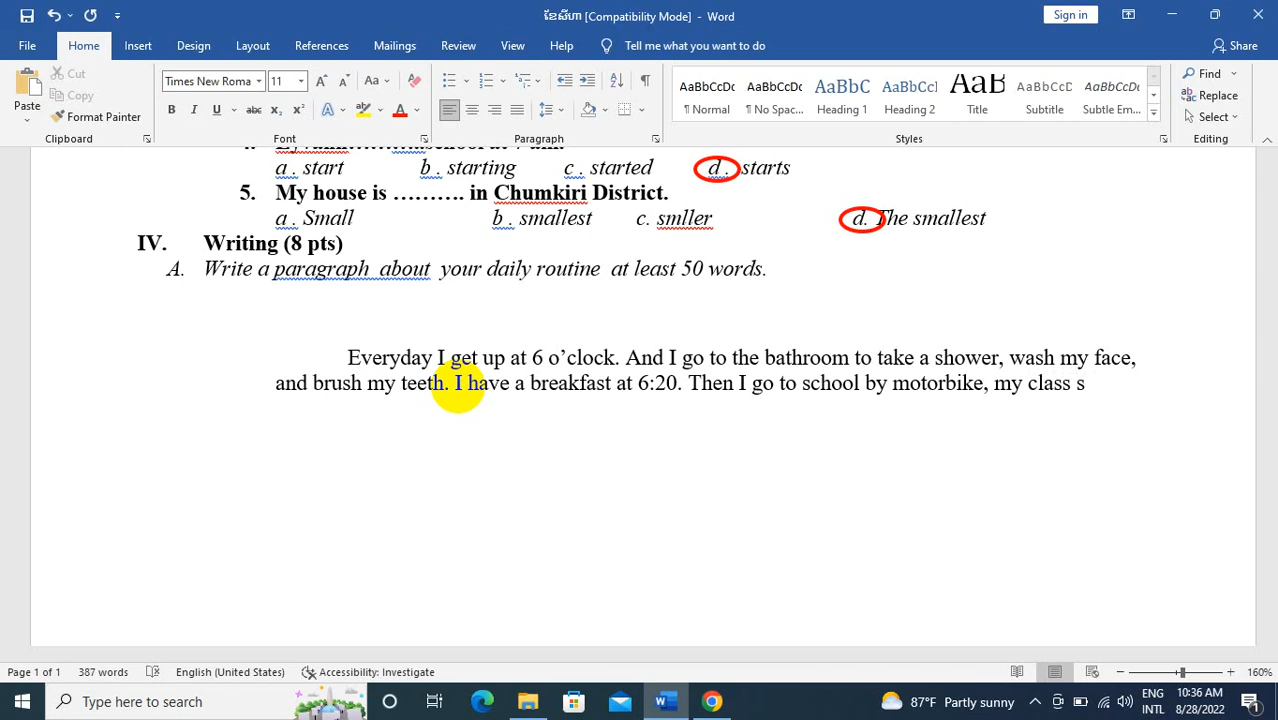 ខែសីហា [Compatibility Mode] - Word
Sign in
File Home Insert Design Layout References Mailings Review View Help Tell me what you want to do Share
Paste Cut Copy Format Painter
Clipboard
Times New Roma 11 Aa
B I U abc x₂ x² A A
Font
Paragraph
AaBbCcDc AaBbCcDc AaBbC AaBbCcI AaB AaBbCcD AaBbCcDc
¶ Normal ¶ No Spac... Heading 1 Heading 2 Title Subtitle Subtle Em...
Styles
Find Replace Select
Editing
a . start b . starting c . started d . starts
5. My house is ………. in Chumkiri District.
a . Small b . smallest c. smller d. The smallest
IV. Writing (8 pts)
A. Write a paragraph about your daily routine at least 50 words.
Everyday I get up at 6 o’clock. And I go to the bathroom to take a shower, wash my face,
and brush my teeth. I have a breakfast at 6:20. Then I go to school by motorbike, my class s
Page 1 of 1 387 words English (United States) Accessibility: Investigate 160%
Type here to search 87°F Partly sunny ENG INTL 10:36 AM 8/28/2022 1